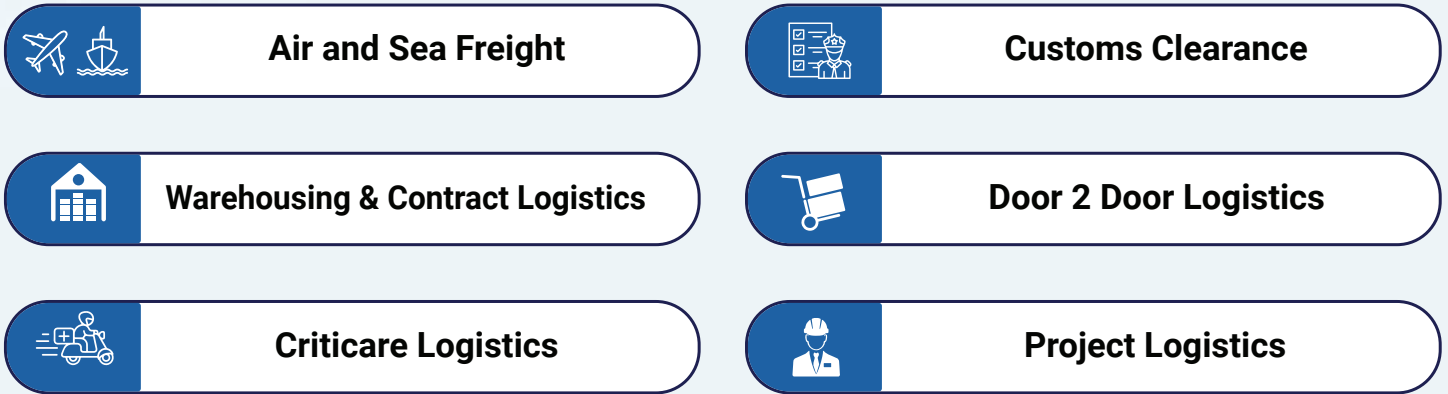 Air and Sea Freight
Customs Clearance
Warehousing & Contract Logistics
Door 2 Door Logistics
Criticare Logistics
Project Logistics